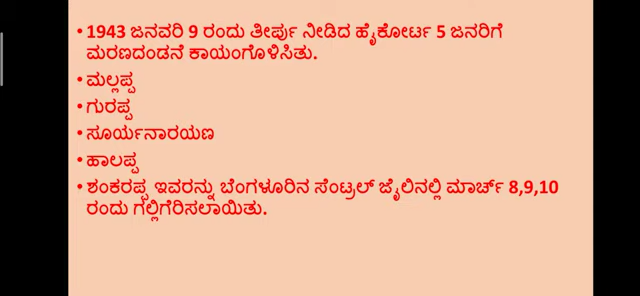 • 1943 ಜನವರಿ 9 ರಂದು ತೀರ್ಪು ನೀಡಿದ ಹೈಕೋರ್ಟ 5 ಜನರಿಗೆ
ಮರಣದಂಡನೆ ಕಾಯಂಗೊಳಿಸಿತು.
• ಮಲ್ಲಪ್ಪ
• ಗುರಪ್ಪ
• ಸೂರ್ಯನಾರಾಯಣ
• ಹಾಲಪ್ಪ
• ಶಂಕರಪ್ಪ ಇವರನ್ನು ಬೆಂಗಳೂರಿನ ಸೆಂಟ್ರಲ್ ಜೈಲಿನಲ್ಲಿ ಮಾರ್ಚ್ 8,9,10
ರಂದು ಗಲ್ಲಿಗೆರಿಸಲಾಯಿತು.